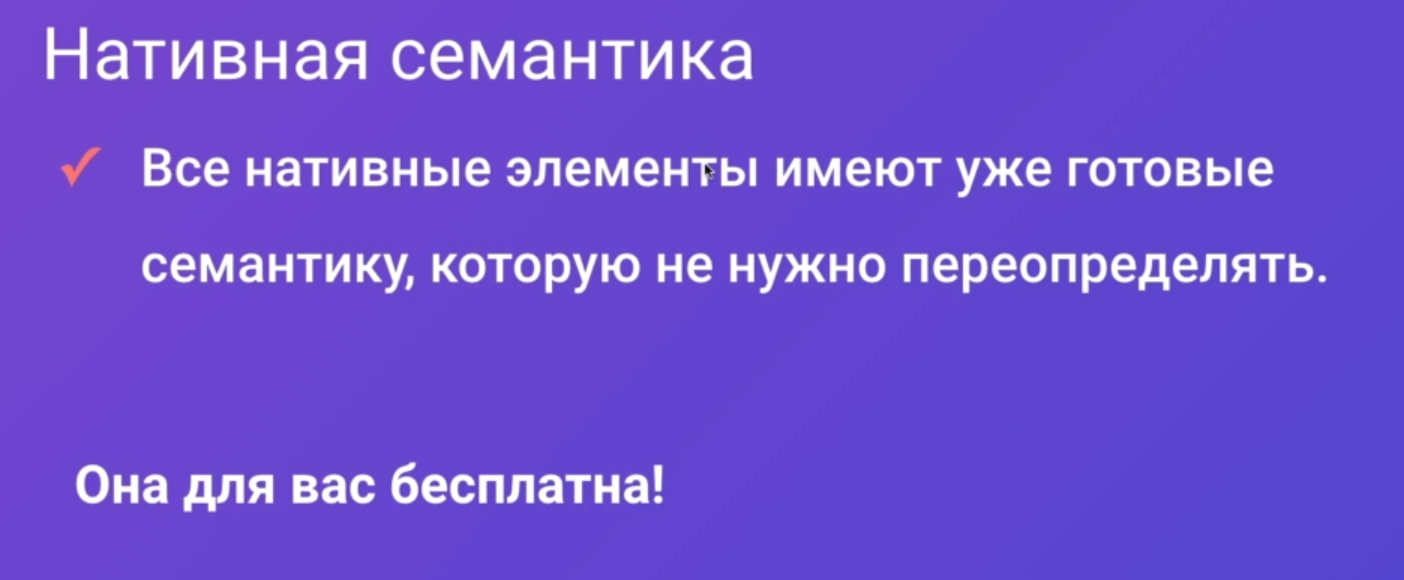 Нативная семантика
✓ Все нативные элементы имеют уже готовые
семантику, которую не нужно переопределять.
Она для вас бесплатна!